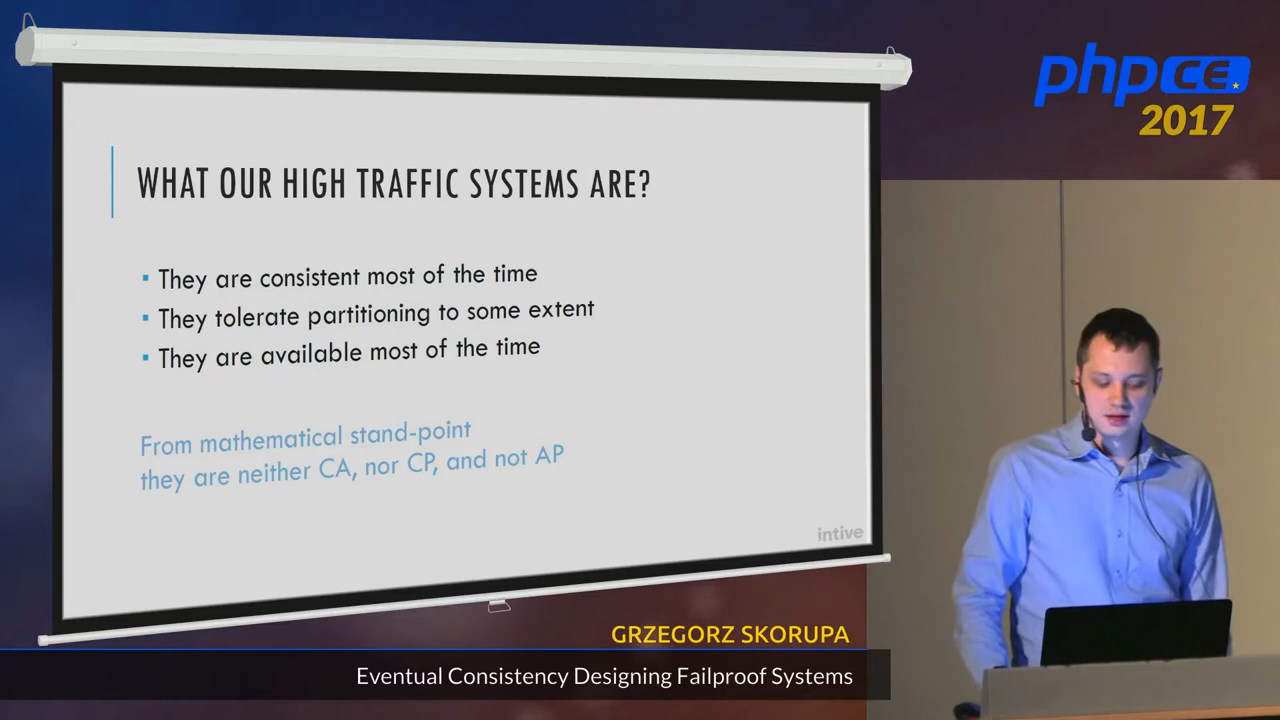 phpCE
2017
WHAT OUR HIGH TRAFFIC SYSTEMS ARE?
▪ They are consistent most of the time
▪ They tolerate partitioning to some extent
▪ They are available most of the time
From mathematical stand-point
they are neither CA, nor CP, and not AP
intive
GRZEGORZ SKORUPA
Eventual Consistency Designing Failproof Systems